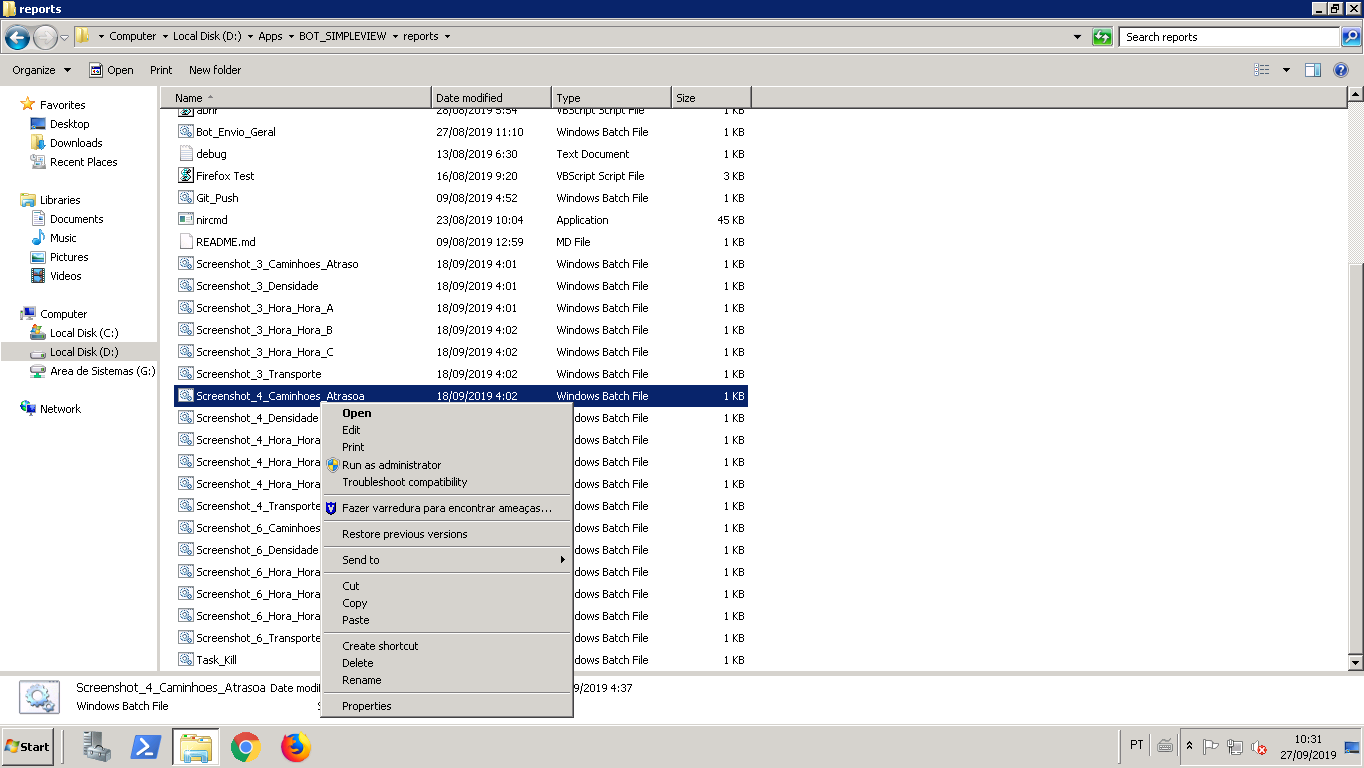 reports
Computer Local Disk (D:) Apps BOT_SIMPLEVIEW reports
Search reports
Organize Open Print New folder
Favorites
Desktop
Downloads
Recent Places
Libraries
Documents
Music
Pictures
Videos
Computer
Local Disk (C:)
Local Disk (D:)
Area de Sistemas (G:)
Network
Name Date modified Type Size
abrir 28/08/2019 5:54 VBScript Script File 1 KB
Bot_Envio_Geral 27/08/2019 11:10 Windows Batch File 1 KB
debug 13/08/2019 6:30 Text Document 1 KB
Firefox Test 16/08/2019 9:20 VBScript Script File 3 KB
Git_Push 09/08/2019 4:52 Windows Batch File 1 KB
nircmd 23/08/2019 10:04 Application 45 KB
README.md 09/08/2019 12:59 MD File 1 KB
Screenshot_3_Caminhoes_Atraso 18/09/2019 4:01 Windows Batch File 1 KB
Screenshot_3_Densidade 18/09/2019 4:01 Windows Batch File 1 KB
Screenshot_3_Hora_Hora_A 18/09/2019 4:01 Windows Batch File 1 KB
Screenshot_3_Hora_Hora_B 18/09/2019 4:02 Windows Batch File 1 KB
Screenshot_3_Hora_Hora_C 18/09/2019 4:02 Windows Batch File 1 KB
Screenshot_3_Transporte 18/09/2019 4:02 Windows Batch File 1 KB
Screenshot_4_Caminhoes_Atrasoa 18/09/2019 4:02 Windows Batch File 1 KB
Screenshot_4_Densidade dows Batch File 1 KB
Screenshot_4_Hora_Hora dows Batch File 1 KB
Screenshot_4_Hora_Hora dows Batch File 1 KB
Screenshot_4_Hora_Hora dows Batch File 1 KB
Screenshot_4_Transporte dows Batch File 1 KB
Screenshot_6_Caminhoes dows Batch File 1 KB
Screenshot_6_Densidade dows Batch File 1 KB
Screenshot_6_Hora_Hora dows Batch File 1 KB
Screenshot_6_Hora_Hora dows Batch File 1 KB
Screenshot_6_Hora_Hora dows Batch File 1 KB
Screenshot_6_Transporte dows Batch File 1 KB
Task_Kill dows Batch File 1 KB
Open
Edit
Print
Run as administrator
Troubleshoot compatibility
Fazer varredura para encontrar ameaças...
Restore previous versions
Send to
Cut
Copy
Paste
Create shortcut
Delete
Rename
Properties
Screenshot_4_Caminhoes_Atrasoa Date modif 9/2019 4:37
Windows Batch File S
Start
PT
10:31
27/09/2019